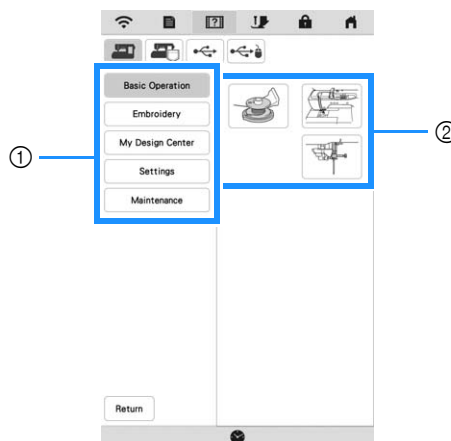 Basic Operation
Embroidery
My Design Center
Settings
Maintenance
①
②
Return